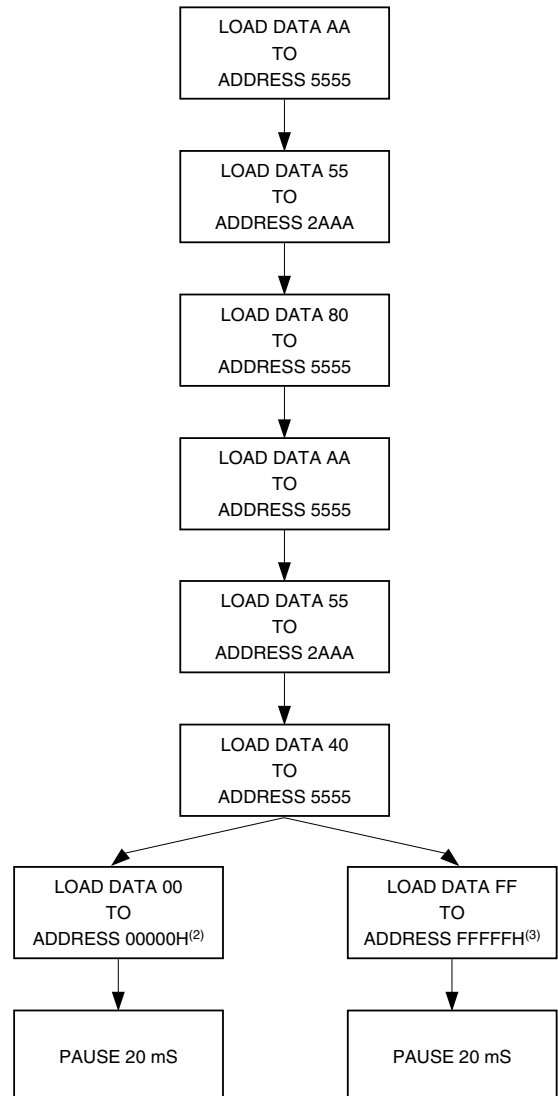 LOAD DATA AA
TO
ADDRESS 5555
LOAD DATA 55
TO
ADDRESS 2AAA
LOAD DATA 80
TO
ADDRESS 5555
LOAD DATA AA
TO
ADDRESS 5555
LOAD DATA 55
TO
ADDRESS 2AAA
LOAD DATA 40
TO
ADDRESS 5555
LOAD DATA 00
TO
ADDRESS 00000H(2)
PAUSE 20 mS
LOAD DATA FF
TO
ADDRESS FFFFFH(3)
PAUSE 20 mS